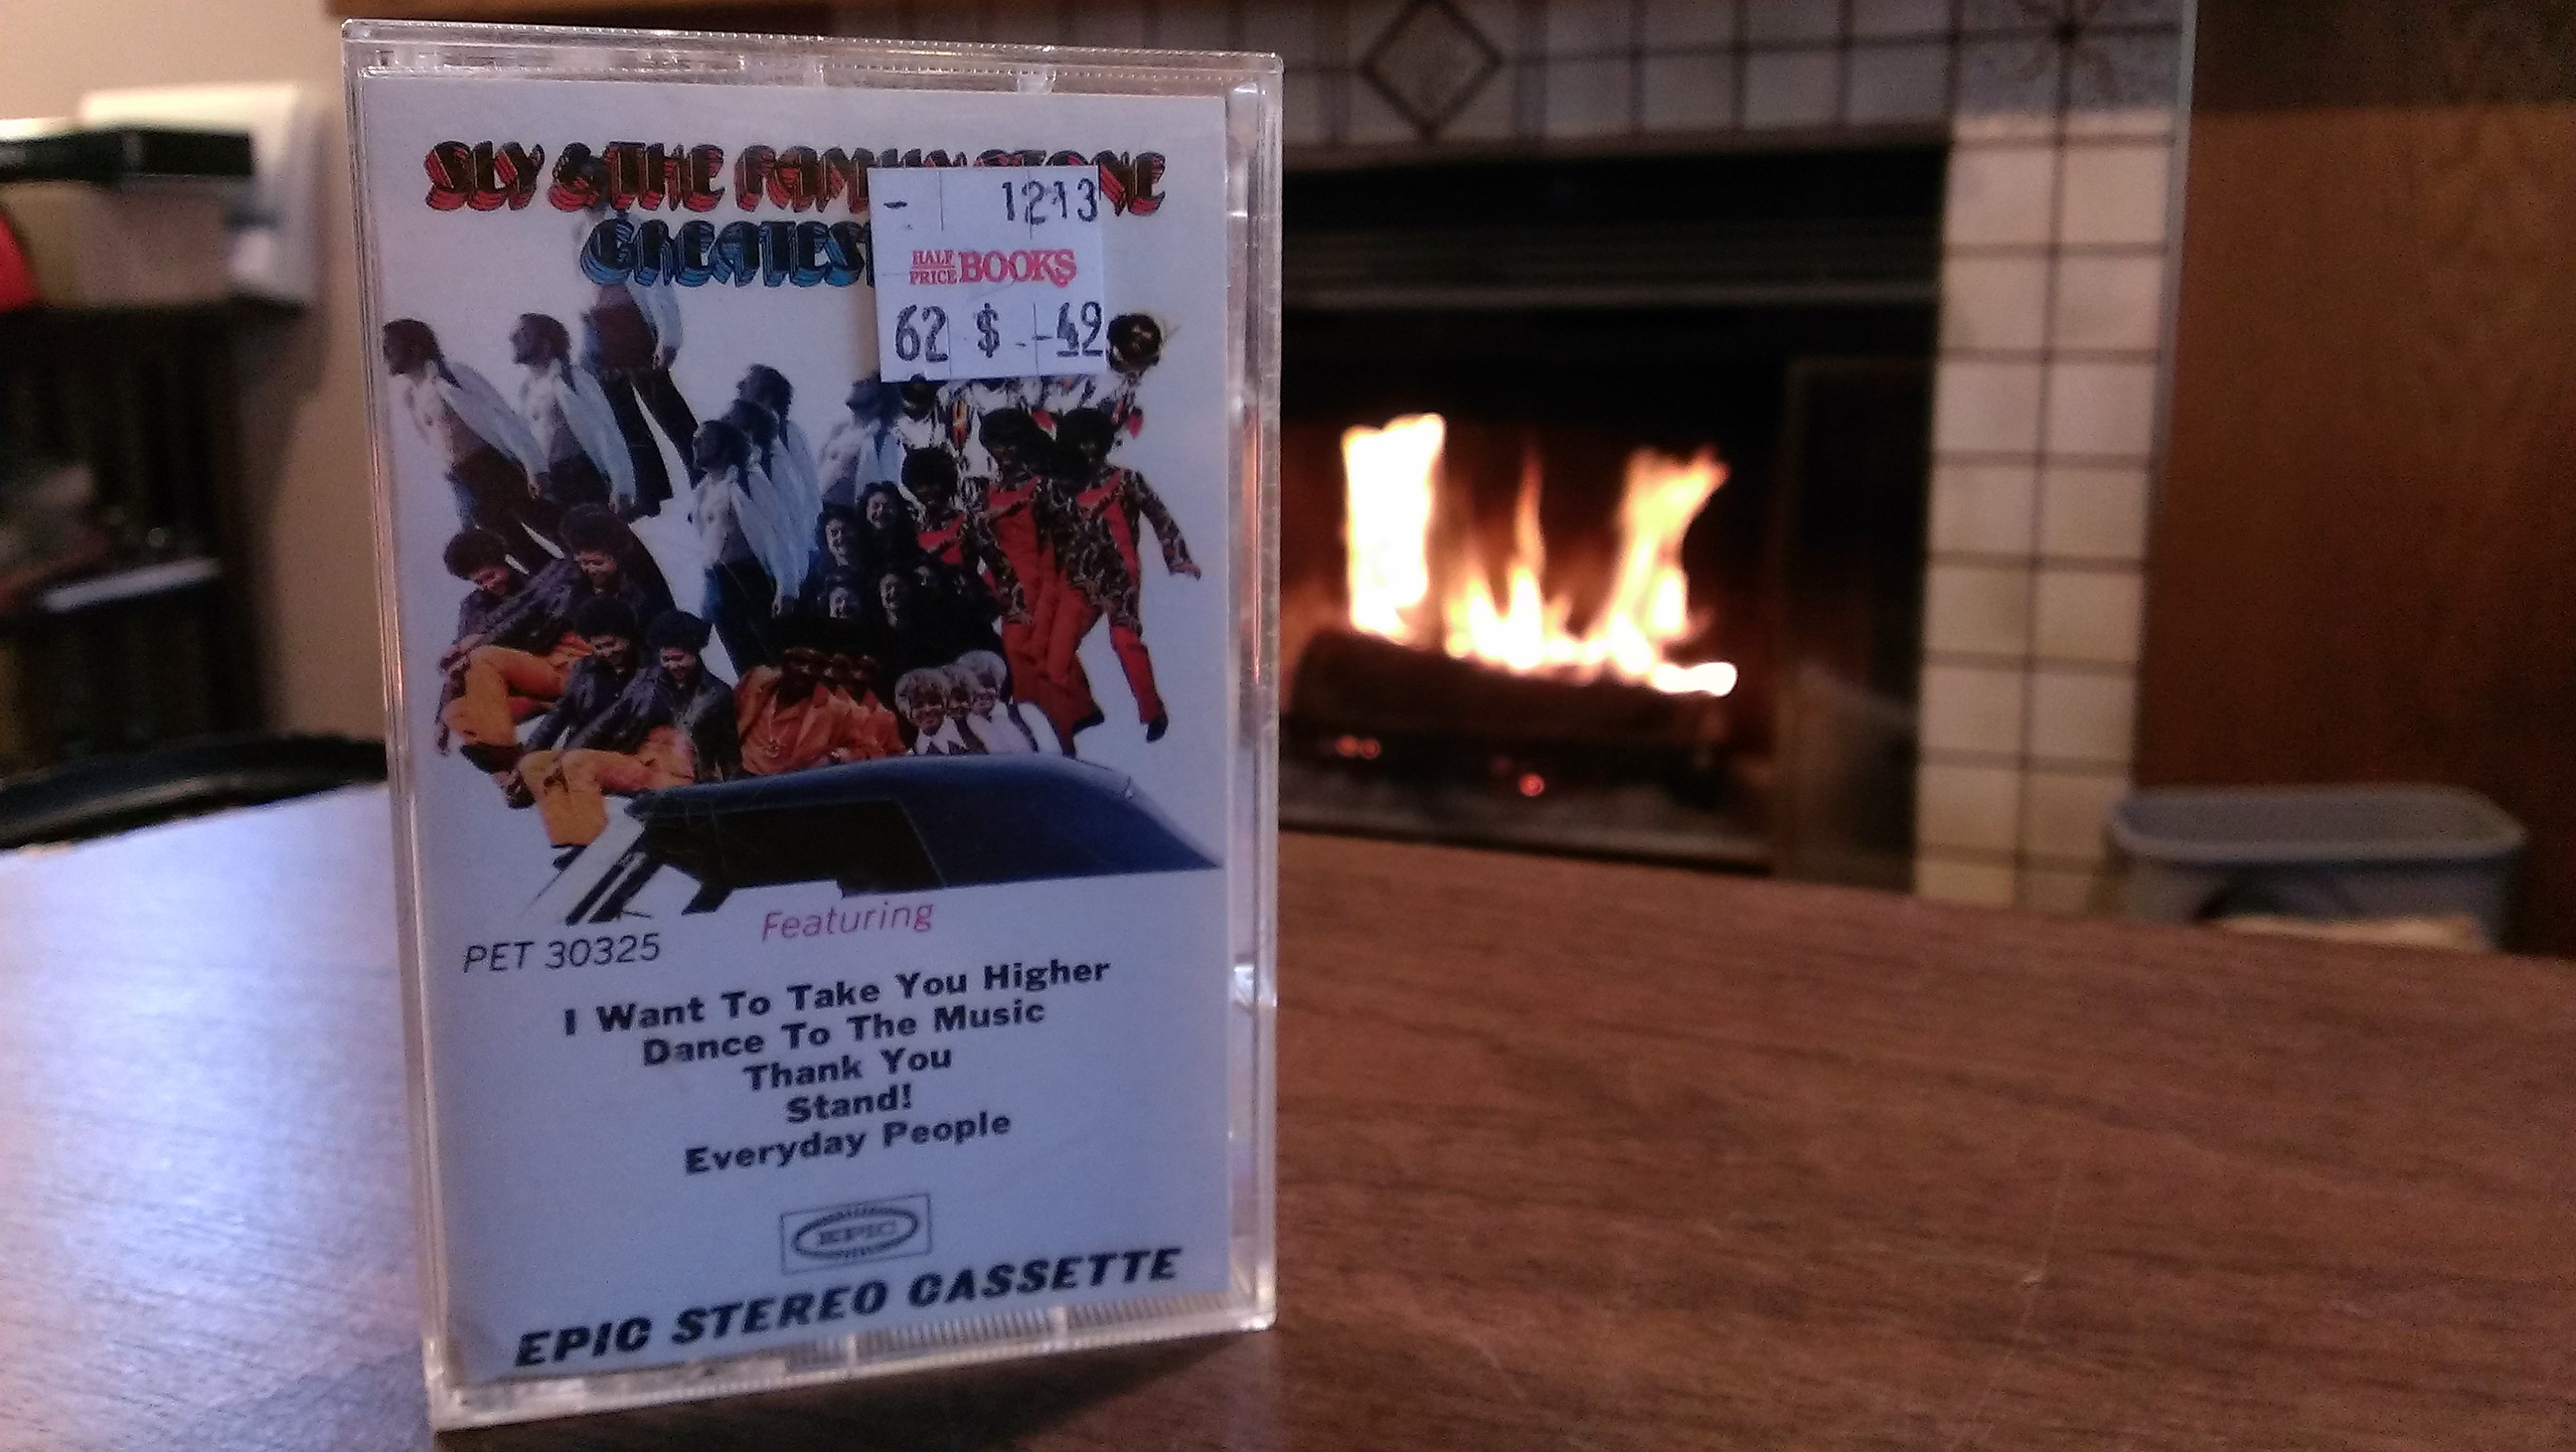 SLY & THE FAMILY STONE
GREATEST
- 1213
HALF PRICE BOOKS
62 $ --.49
Featuring
PET 30325
I Want To Take You Higher
Dance To The Music
Thank You
Stand!
Everyday People
EPIC
EPIC STEREO CASSETTE